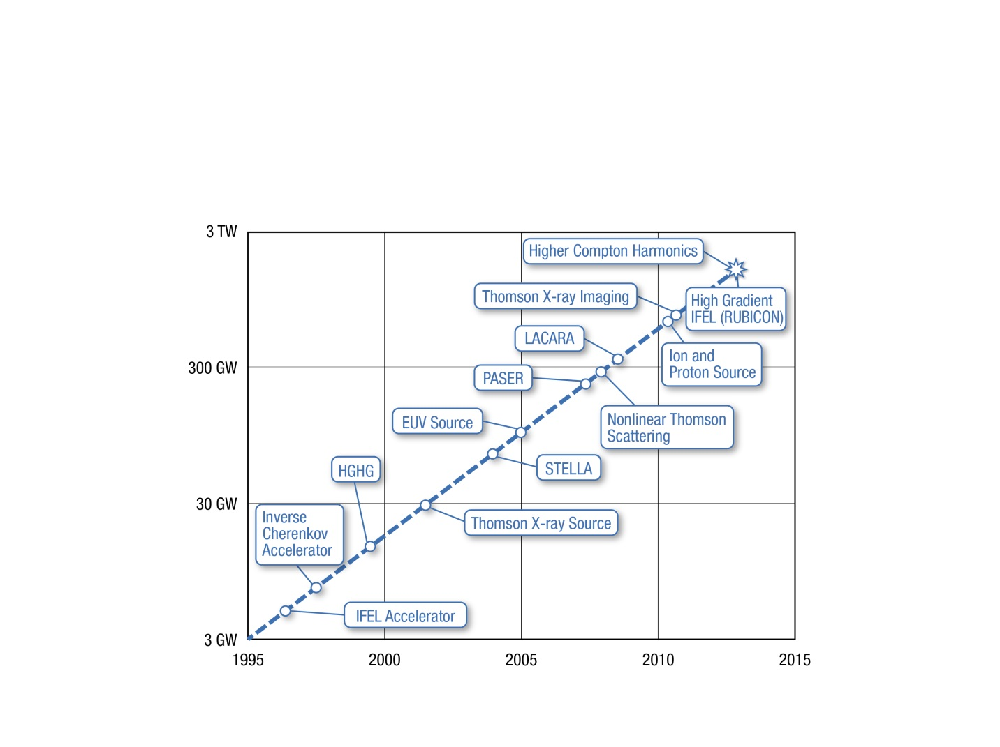 3 TW
Higher Compton Harmonics
Thomson X-ray Imaging
High Gradient
IFEL (RUBICON)
LACARA
Ion and
Proton Source
300 GW
PASER
EUV Source
Nonlinear Thomson
Scattering
HGHG
STELLA
30 GW
Inverse
Cherenkov
Accelerator
Thomson X-ray Source
IFEL Accelerator
3 GW
1995 2000 2005 2010 2015